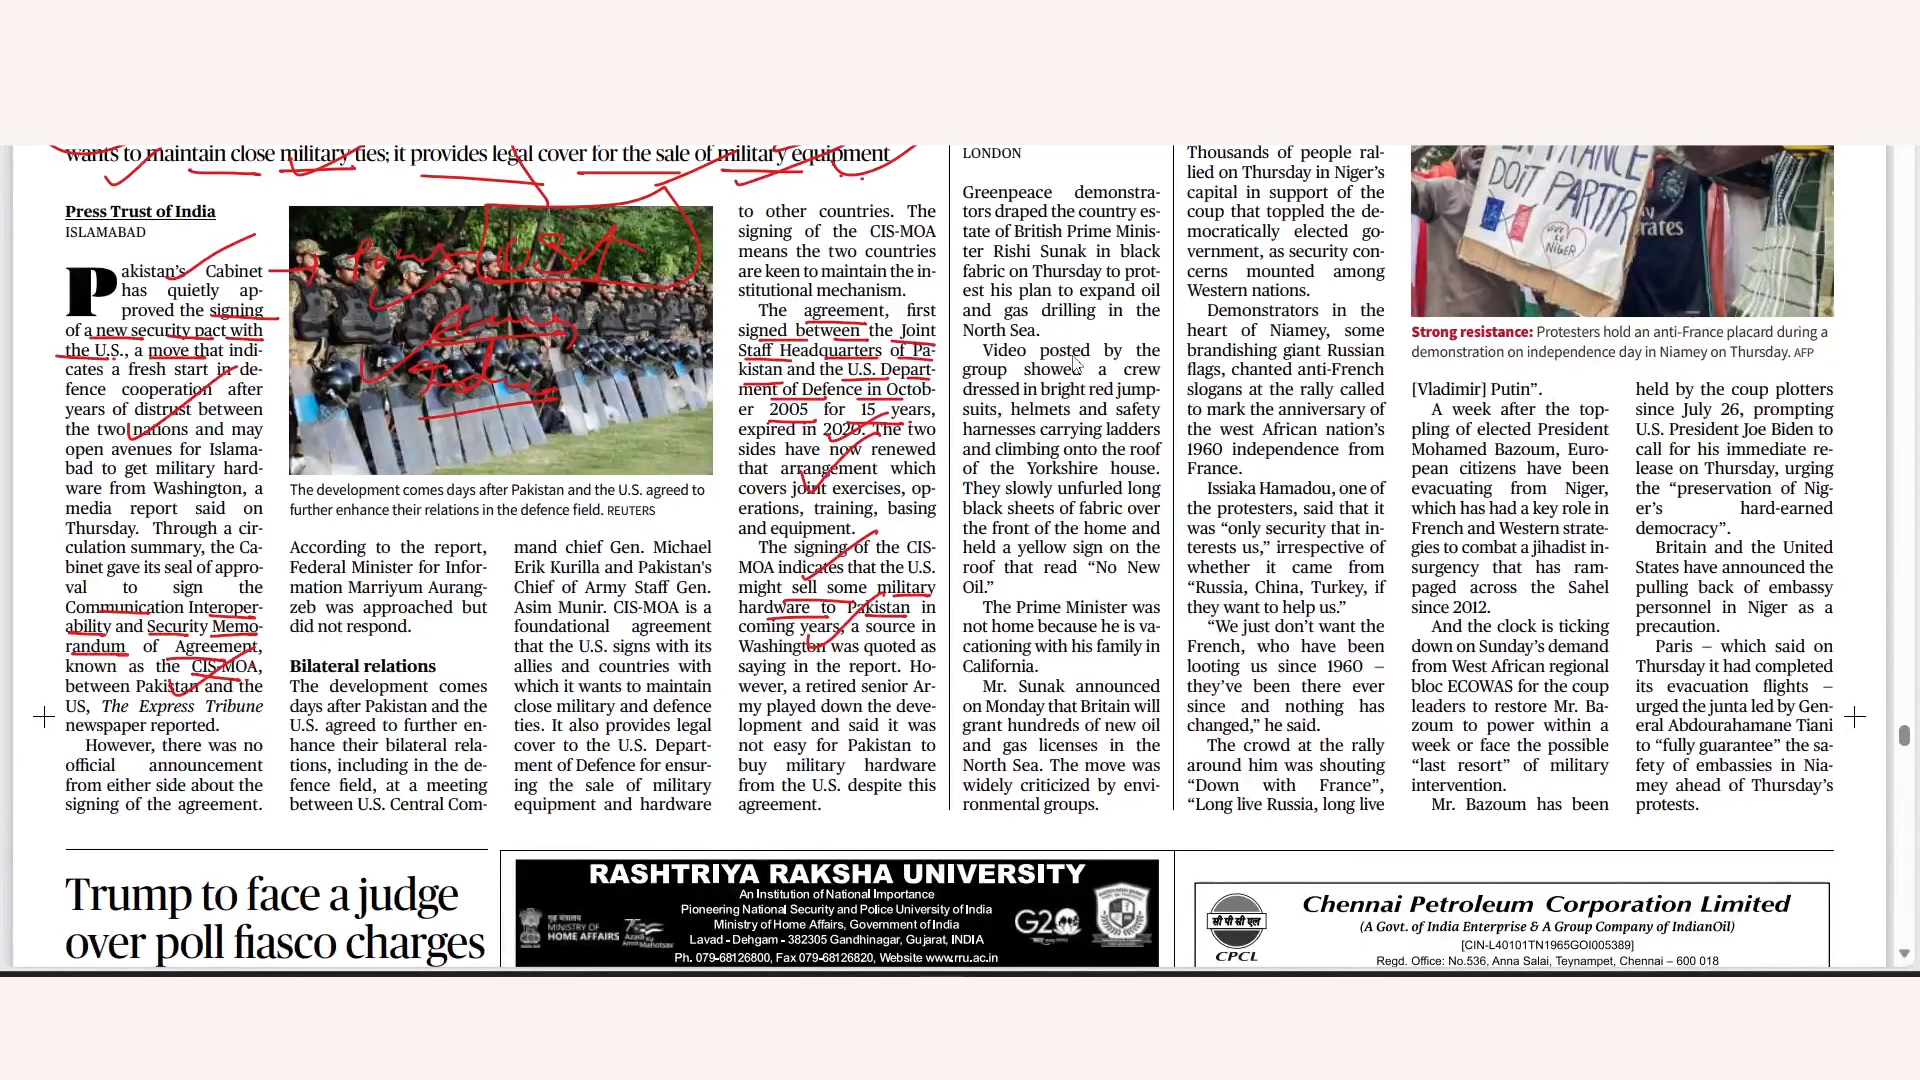 wants to maintain close military ties; it provides legal cover for the sale of military equipment
Press Trust of India
ISLAMABAD
Pakistan's Cabinet
has quietly ap-
proved the signing
of a new security pact with
the U.S., a move that indi-
cates a fresh start in de-
fence cooperation after
years of distrust between
the two nations and may
open avenues for Islama-
bad to get military hard-
ware from Washington, a
media report said on
Thursday. Through a cir-
culation summary, the Ca-
binet gave its seal of appro-
val to sign the
Communication Interoper-
ability and Security Memo-
randum of Agreement,
known as the CIS-MOA,
between Pakistan and the
US, The Express Tribune
newspaper reported.
However, there was no
official announcement
from either side about the
signing of the agreement.
USA
The development comes days after Pakistan and the U.S. agreed to
further enhance their relations in the defence field. REUTERS
According to the report,
Federal Minister for Infor-
mation Marriyum Aurang-
zeb was approached but
did not respond.
Bilateral relations
The development comes
days after Pakistan and the
U.S. agreed to further en-
hance their bilateral rela-
tions, including in the de-
fence field, at a meeting
between U.S. Central Com-
mand chief Gen. Michael
Erik Kurilla and Pakistan's
Chief of Army Staff Gen.
Asim Munir. CIS-MOA is a
foundational agreement
that the U.S. signs with its
allies and countries with
which it wants to maintain
close military and defence
ties. It also provides legal
cover to the U.S. Depart-
ment of Defence for ensur-
ing the sale of military
equipment and hardware
to other countries. The
signing of the CIS-MOA
means the two countries
are keen to maintain the in-
stitutional mechanism.
The agreement, first
signed between the Joint
Staff Headquarters of Pa-
kistan and the U.S. Depart-
ment of Defence in Octob-
er 2005 for 15 years,
expired in 2020. The two
sides have now renewed
that arrangement which
covers joint exercises, op-
erations, training, basing
and equipment.
The signing of the CIS-
MOA indicates that the U.S.
might sell some military
hardware to Pakistan in
coming years, a source in
Washington was quoted as
saying in the report. Ho-
wever, a retired senior Ar-
my played down the deve-
lopment and said it was
not easy for Pakistan to
buy military hardware
from the U.S. despite this
agreement.
LONDON
Greenpeace demonstra-
tors draped the country es-
tate of British Prime Minis-
ter Rishi Sunak in black
fabric on Thursday to prot-
est his plan to expand oil
and gas drilling in the
North Sea.
Video posted by the
group showed a crew
dressed in bright red jump-
suits, helmets and safety
harnesses carrying ladders
and climbing onto the roof
of the Yorkshire house.
They slowly unfurled long
black sheets of fabric over
the front of the home and
held a yellow sign on the
roof that read “No New
Oil.”
The Prime Minister was
not home because he is va-
cationing with his family in
California.
Mr. Sunak announced
on Monday that Britain will
grant hundreds of new oil
and gas licenses in the
North Sea. The move was
widely criticized by envi-
ronmental groups.
Thousands of people ral-
lied on Thursday in Niger's
capital in support of the
coup that toppled the de-
mocratically elected go-
vernment, as security con-
cerns mounted among
Western nations.
Demonstrators in the
heart of Niamey, some
brandishing giant Russian
flags, chanted anti-French
slogans at the rally called
to mark the anniversary of
the west African nation's
1960 independence from
France.
Issiaka Hamadou, one of
the protesters, said that it
was “only security that in-
terests us,” irrespective of
whether it came from
“Russia, China, Turkey, if
they want to help us.”
“We just don't want the
French, who have been
looting us since 1960 —
they've been there ever
since and nothing has
changed,” he said.
The crowd at the rally
around him was shouting
“Down with France”,
“Long live Russia, long live
DOIT PARTIR
VIVE
LE
NIGER
Strong resistance: Protesters hold an anti-France placard during a
demonstration on independence day in Niamey on Thursday. AFP
[Vladimir] Putin”.
A week after the top-
pling of elected President
Mohamed Bazoum, Euro-
pean citizens have been
evacuating from Niger,
which has had a key role in
French and Western strate-
gies to combat a jihadist in-
surgency that has ram-
paged across the Sahel
since 2012.
And the clock is ticking
down on Sunday's demand
from West African regional
bloc ECOWAS for the coup
leaders to restore Mr. Ba-
zoum to power within a
week or face the possible
“last resort” of military
intervention.
Mr. Bazoum has been
held by the coup plotters
since July 26, prompting
U.S. President Joe Biden to
call for his immediate re-
lease on Thursday, urging
the “preservation of Nig-
er's hard-earned
democracy”.
Britain and the United
States have announced the
pulling back of embassy
personnel in Niger as a
precaution.
Paris — which said on
Thursday it had completed
its evacuation flights —
urged the junta led by Gen-
eral Abdourahamane Tiani
to “fully guarantee” the sa-
fety of embassies in Nia-
mey ahead of Thursday's
protests.
Trump to face a judge
over poll fiasco charges
RASHTRIYA RAKSHA UNIVERSITY
An Institution of National Importance
Pioneering National Security and Police University of India
Ministry of Home Affairs, Government of India
Lavad - Dehgam - 382305 Gandhinagar, Gujarat, INDIA
Ph. 079-68126800, Fax 079-68126820, Website www.rru.ac.in
MINISTRY OF
HOME AFFAIRS
G20
सी पी सी एल
CPCL
Chennai Petroleum Corporation Limited
(A Govt. of India Enterprise & A Group Company of IndianOil)
[CIN-L40101TN1965GOI005389]
Regd. Office: No.536, Anna Salai, Teynampet, Chennai – 600 018